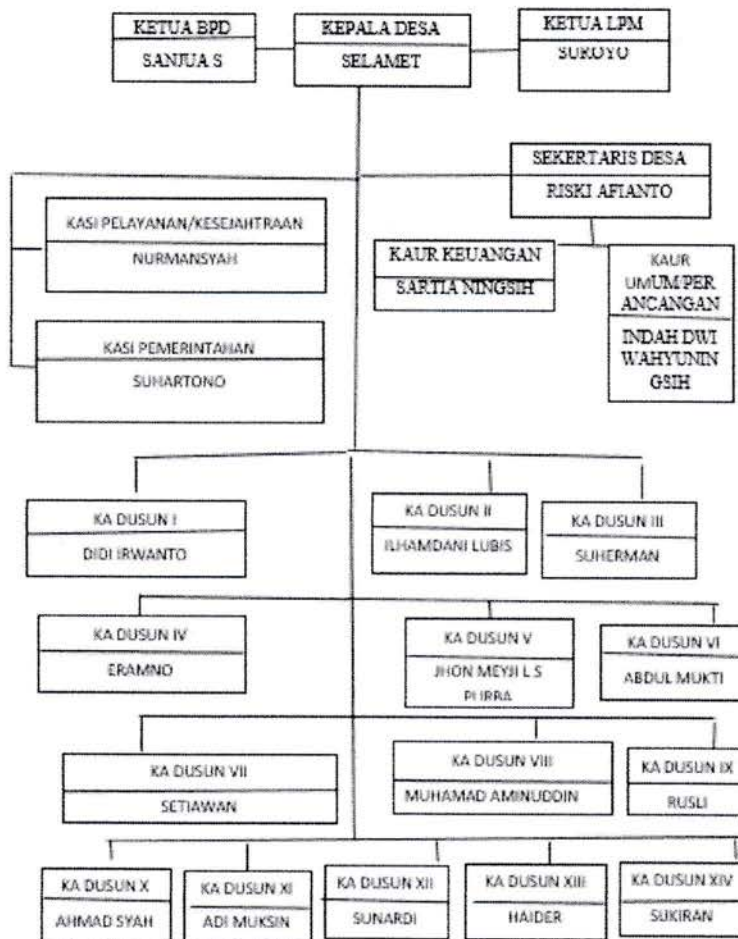 KETUA BPD
SANJUA S
KEPALA DESA
SELAMET
KETUA LPM
SUROYO
SEKERTARIS DESA
RISKI AFIANTO
KASI PELAYANAN/KESEJAHTRAAN
NURMANSYAH
KAUR KEUANGAN
SARTIA NINGSIH
KAUR
UMUM/PER
ANCANGAN
INDAH DWI
WAHYUNIN
GSIH
KASI PEMERINTAHAN
SUHARTONO
KA DUSUN I
DIDI IRWANTO
KA DUSUN II
ILHAMDANI LUBIS
KA DUSUN III
SUHERMAN
KA DUSUN IV
ERAMNO
KA DUSUN V
JHON MEYJI L S
KA DUSUN VI
ABDUL MUKTI
KA DUSUN VII
SETIAWAN
KA DUSUN VIII
MUHAMAD AMINUDDIN
KA DUSUN IX
RUSLI
KA DUSUN X
AHMAD SYAH
KA DUSUN XI
ADI MUKSIN
KA DUSUN XII
SUNARDI
KA DUSUN XIII
HAIDER
KA DUSUN XIV
SUKIRAN